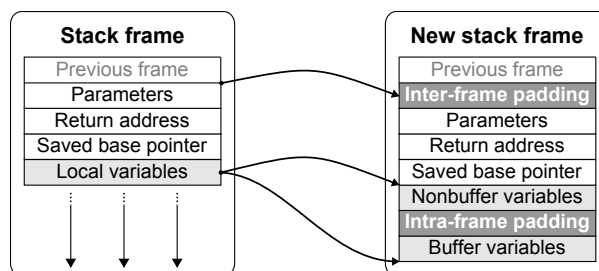 Stack frame
Previous frame
Parameters
Return address
Saved base pointer
Local variables
New stack frame
Previous frame
Inter-frame padding
Parameters
Return address
Saved base pointer
Nonbuffer variables
Intra-frame padding
Buffer variables